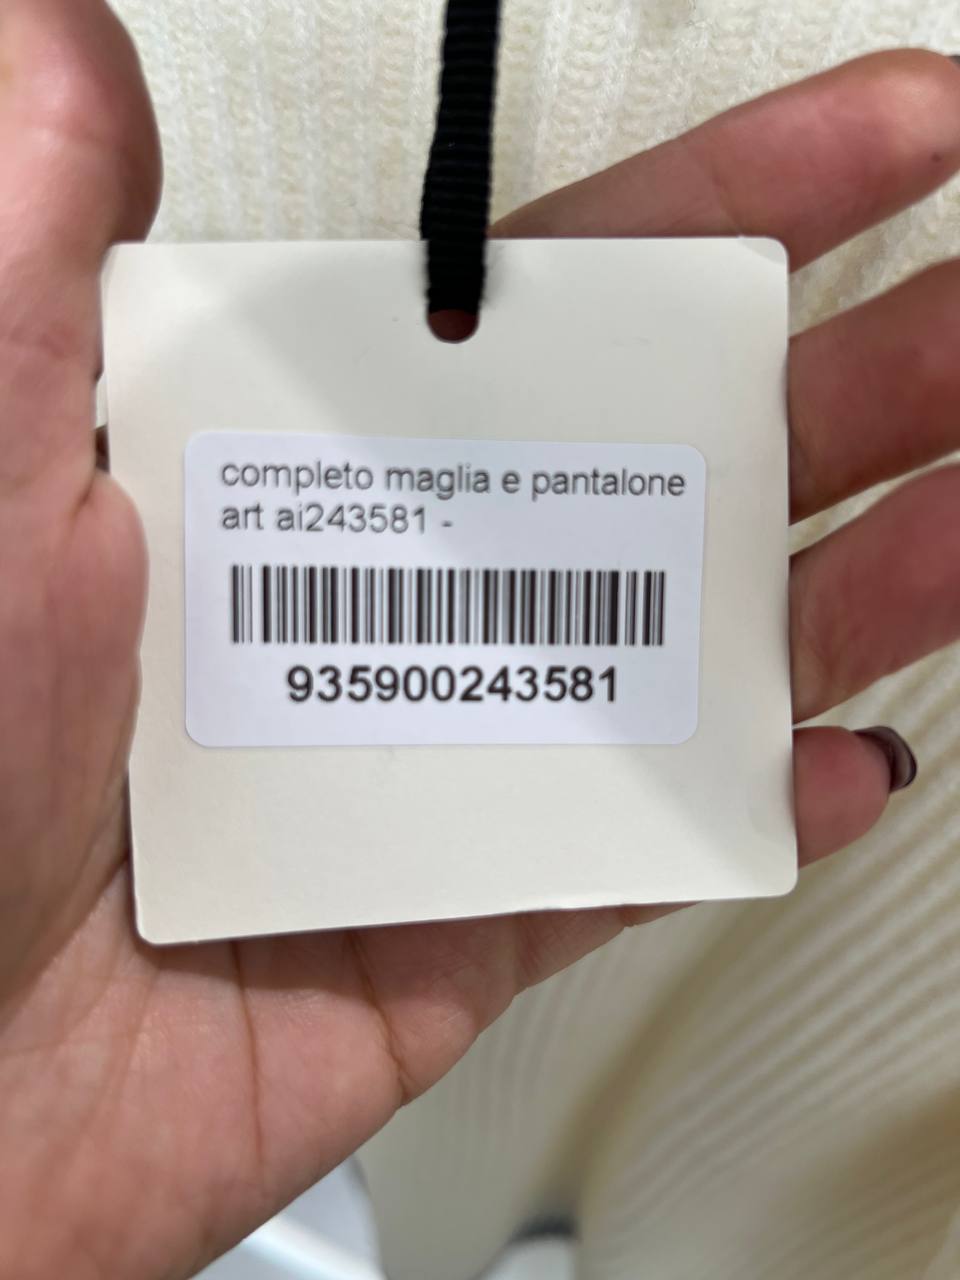 completo maglia e pantalone
art ai243581 -
935900243581